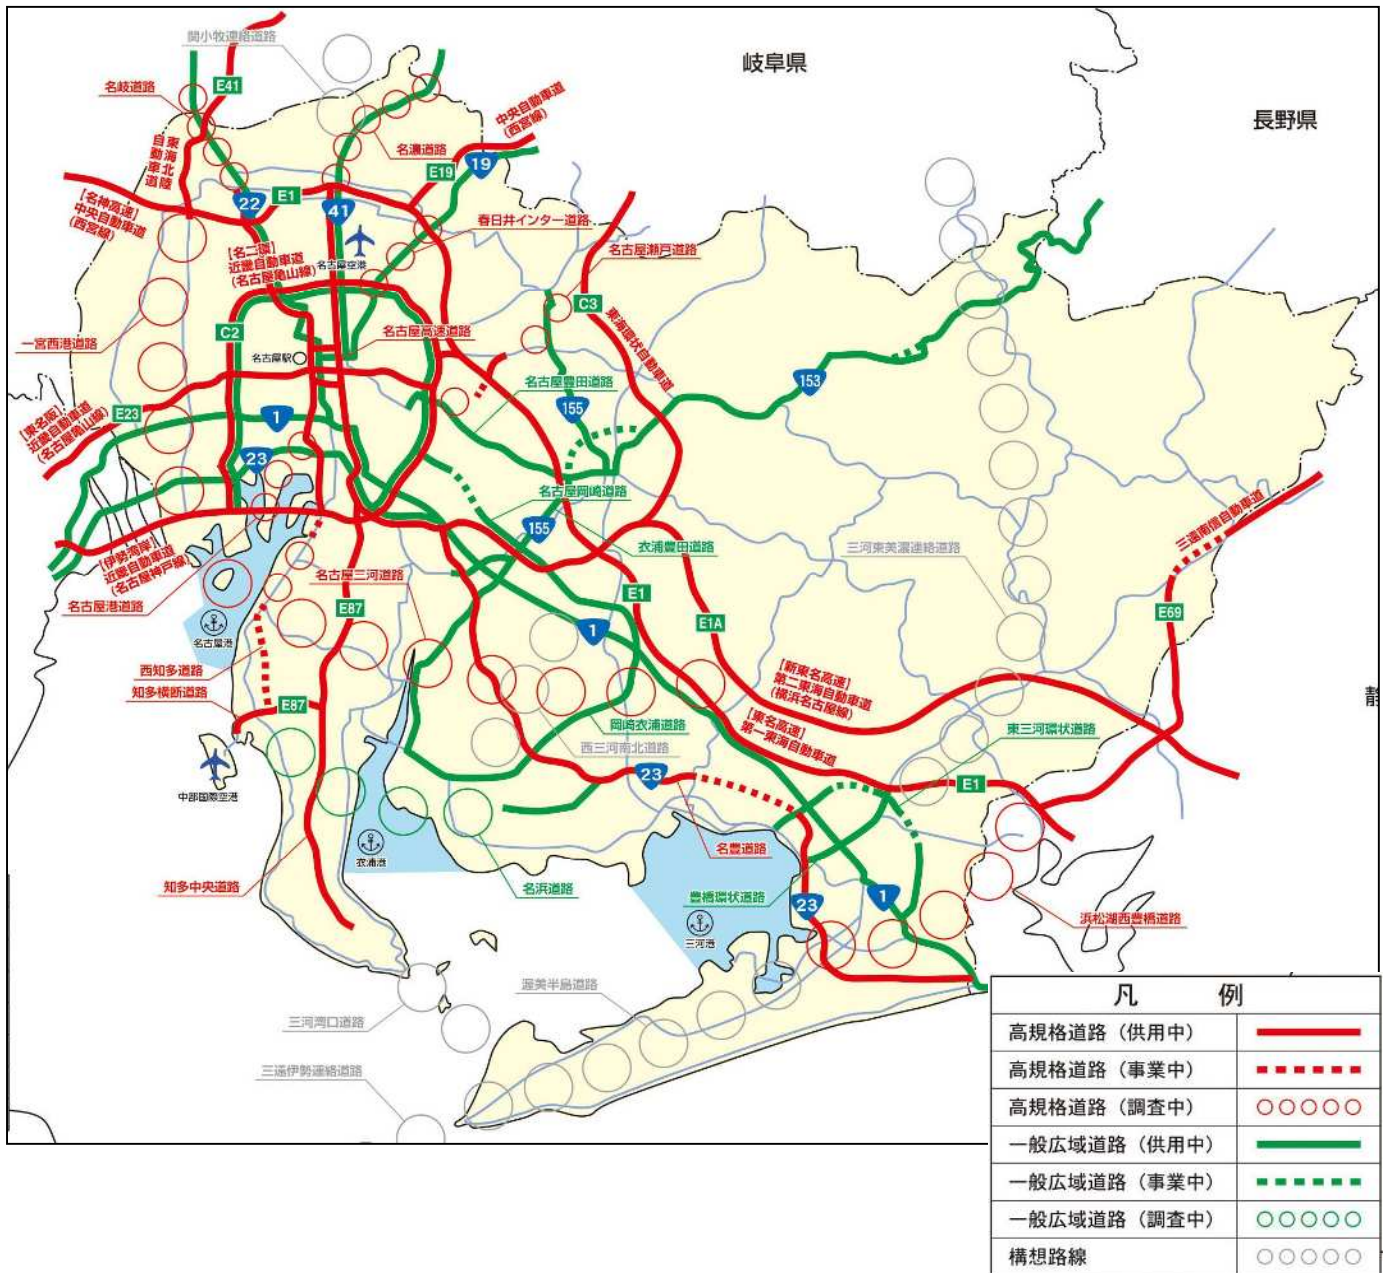 関小牧連絡道路
岐阜県
長野県
名岐道路
E41
東海北陸
自動車道
中央自動車道
(西宮線)
名濃道路
E19
19
[名神高速]
中央自動車道
(西宮線)
22
E1
41
春日井インター道路
[名二環]
近畿自動車道
(名古屋亀山線)
名古屋空港
名古屋瀬戸道路
C3
東海環状自動車道
C2
名古屋高速道路
一宮西港道路
名古屋駅
名古屋豊田道路
153
E23
1
155
[東名阪]
近畿自動車道
(名古屋亀山線)
23
名古屋岡崎道路
三遠南信自動車道
155
衣浦豊田道路
三河東美濃連絡道路
[伊勢湾岸]
近畿自動車道
(名古屋神戸線)
名古屋三河道路
名古屋港道路
E87
E1
E1A
E69
名古屋港
1
西知多道路
[新東名高速]
第二東海自動車道
(横浜名古屋線)
知多横断道路
E87
[東名高速]
第一東海自動車道
静
岡崎衣浦道路
東三河環状道路
西三河南北道路
中部国際空港
23
E1
衣浦港
名豊道路
知多中央道路
名浜道路
豊橋環状道路
23
1
浜松湖西豊橋道路
三河港
渥美半島道路
三河湾口道路
三遠伊勢連絡道路
凡 例
高規格道路（供用中）
高規格道路（事業中）
高規格道路（調査中）
一般広域道路（供用中）
一般広域道路（事業中）
一般広域道路（調査中）
構想路線